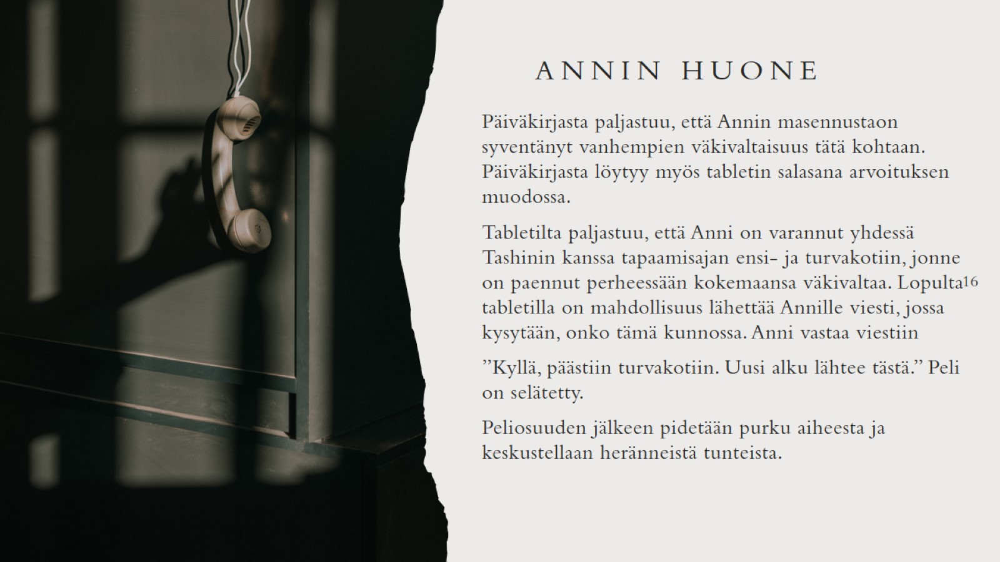 ANNIN HUONE
Päiväkirjasta paljastuu, että Annin masennustaon
syventänyt vanhempien väkivaltaisuus tätä kohtaan.
Päiväkirjasta löytyy myös tabletin salasana arvoituksen
muodossa.
Tabletilta paljastuu, että Anni on varannut yhdessä
Tashinin kanssa tapaamisajan ensi- ja turvakotiin, jonne
on paennut perheessään kokemaansa väkivaltaa. Lopulta16
tabletilla on mahdollisuus lähettää Annille viesti, jossa
kysytään, onko tämä kunnossa. Anni vastaa viestiin
”Kyllä, päästiin turvakotiin. Uusi alku lähtee tästä.” Peli
on selätetty.
Peliosuuden jälkeen pidetään purku aiheesta ja
keskustellaan heränneistä tunteista.